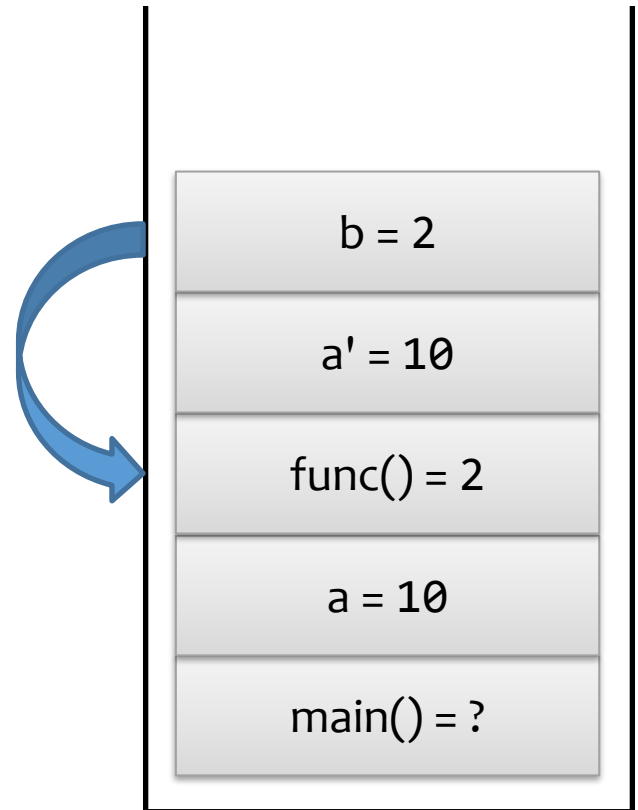 b = 2
a' = 10
func() = 2
a = 10
main() = ?